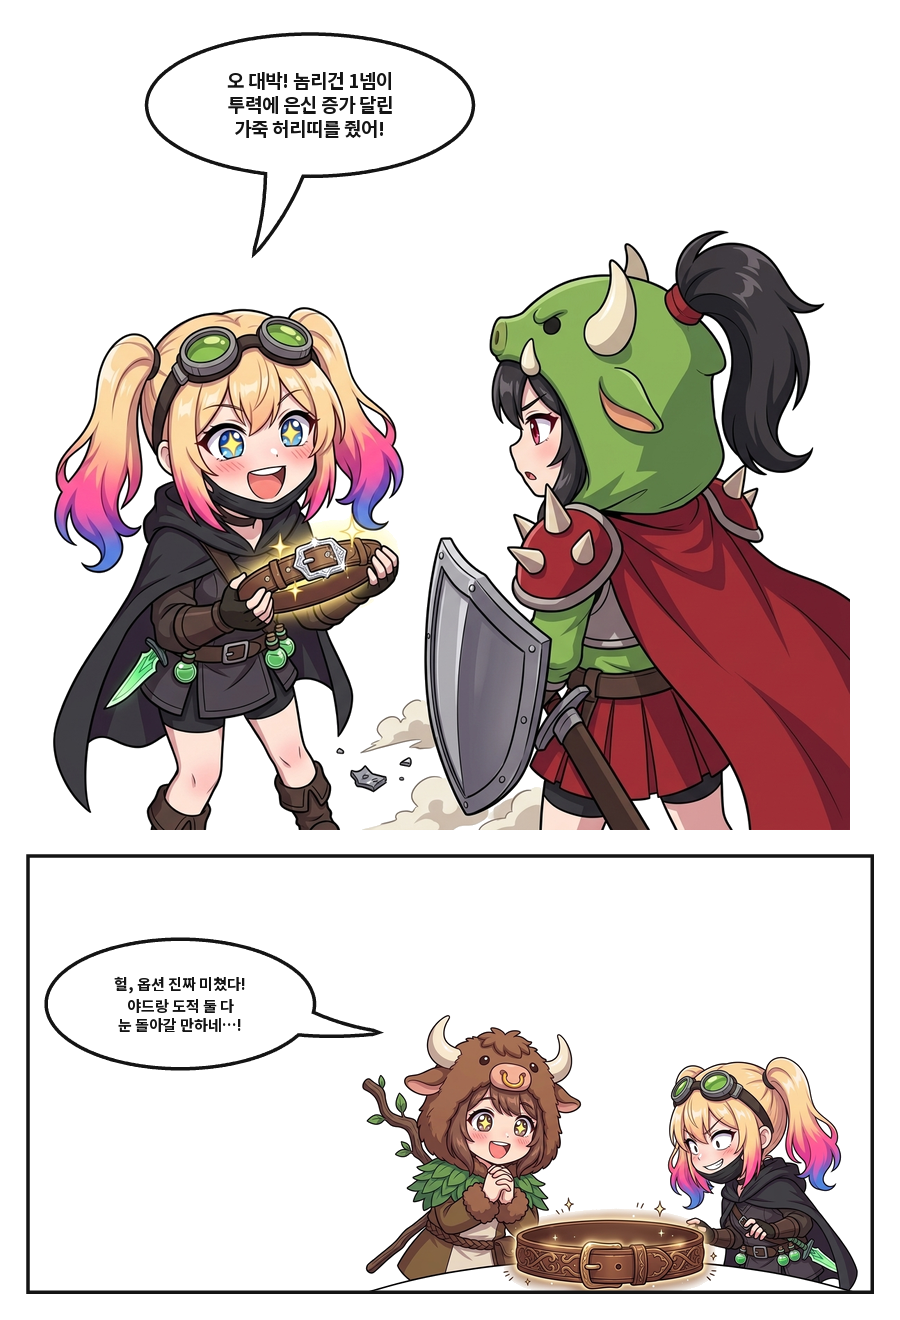 오 대박! 놈리건 1넴이
투력에 은신 증가 달린
가죽 허리띠를 줬어!
헐, 옵션 진짜 미쳤다!
야드랑 도적 둘 다
눈 돌아갈 만하네…!